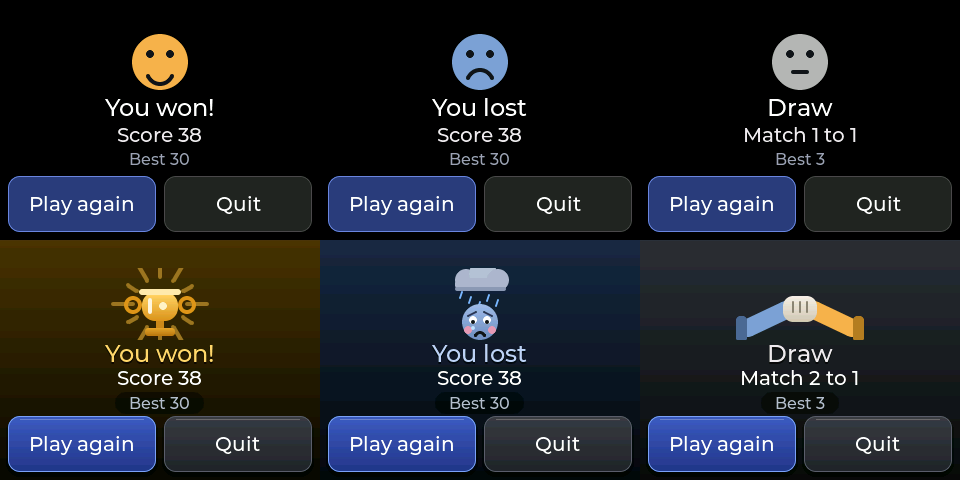 You won!
Score 38
Best 30
Play again
Quit
You lost
Score 38
Best 30
Play again
Quit
Draw
Match 1 to 1
Best 3
Play again
Quit
You won!
Score 38
Best 30
Play again
Quit
You lost
Score 38
Best 30
Play again
Quit
Draw
Match 2 to 1
Best 3
Play again
Quit